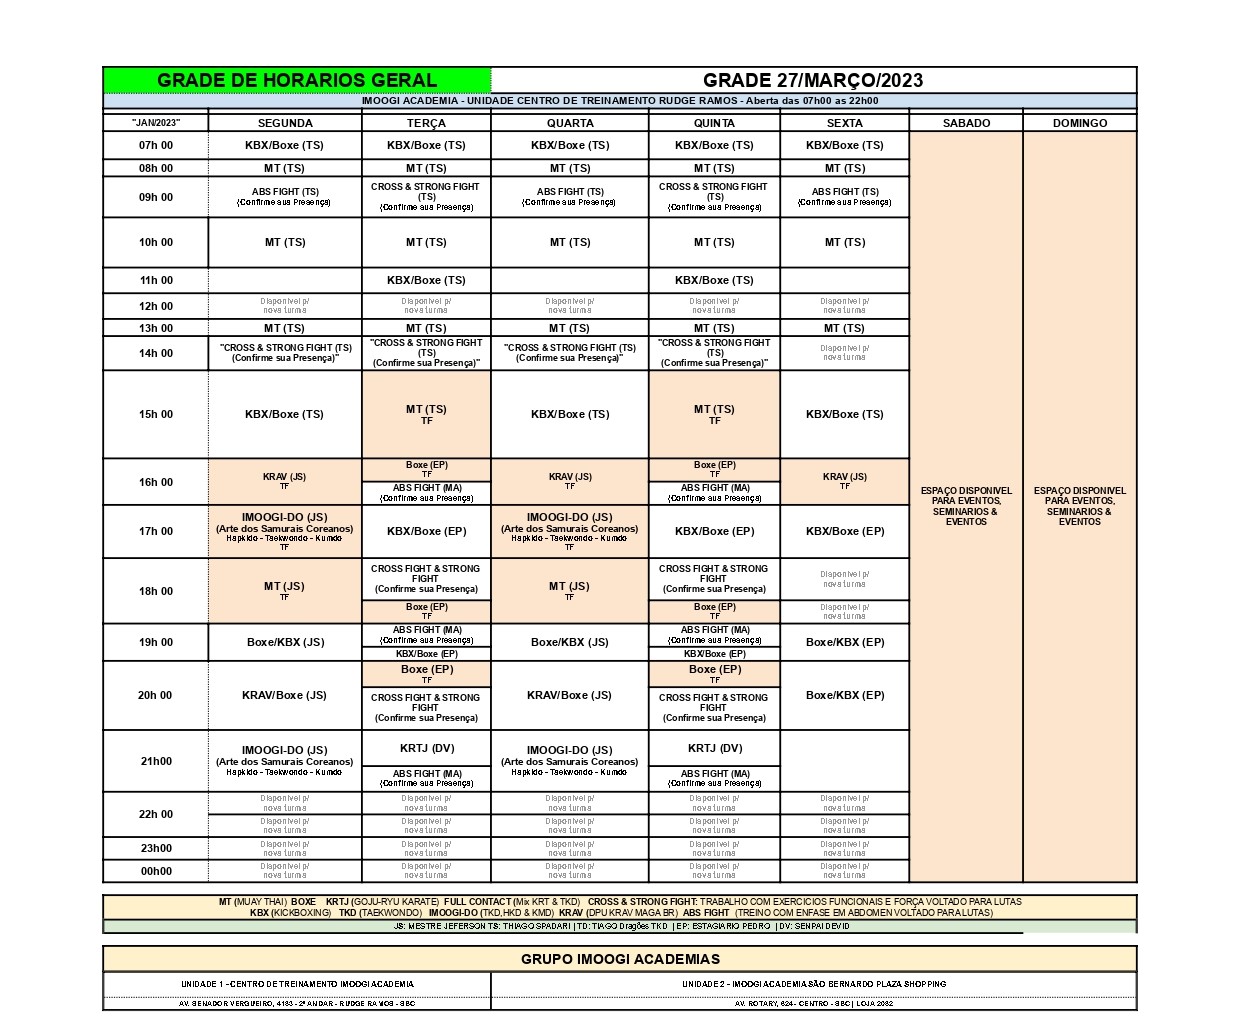 GRADE DE HORARIOS GERAL GRADE 27/MARÇO/2023
IMOOGI ACADEMIA - UNIDADE CENTRO DE TREINAMENTO RUDGE RAMOS - Aberta das 07h00 as 22h00
"JAN/2023" SEGUNDA TERÇA QUARTA QUINTA SEXTA SABADO DOMINGO
07h 00 KBX/Boxe (TS) KBX/Boxe (TS) KBX/Boxe (TS) KBX/Boxe (TS) KBX/Boxe (TS)
08h 00 MT (TS) MT (TS) MT (TS) MT (TS) MT (TS)
09h 00
ABS FIGHT (TS)
(Confirme sua Presença)
CROSS & STRONG FIGHT
(TS)
(Confirme sua Presença)
ABS FIGHT (TS)
(Confirme sua Presença)
CROSS & STRONG FIGHT
(TS)
(Confirme sua Presença)
ABS FIGHT (TS)
(Confirme sua Presença)
10h 00 MT (TS) MT (TS) MT (TS) MT (TS) MT (TS)
11h 00 KBX/Boxe (TS) KBX/Boxe (TS)
12h 00
Disponivel p/
nova turma
Disponivel p/
nova turma
Disponivel p/
nova turma
Disponivel p/
nova turma
Disponivel p/
nova turma
13h 00 MT (TS) MT (TS) MT (TS) MT (TS) MT (TS)
14h 00
"CROSS & STRONG FIGHT (TS)
(Confirme sua Presença)"
"CROSS & STRONG FIGHT
(TS)
(Confirme sua Presença)"
"CROSS & STRONG FIGHT (TS)
(Confirme sua Presença)"
"CROSS & STRONG FIGHT
(TS)
(Confirme sua Presença)"
Disponivel p/
nova turma
15h 00
KBX/Boxe (TS)
MT (TS)
TF
KBX/Boxe (TS)
MT (TS)
TF
KBX/Boxe (TS)
16h 00
KRAV (JS)
TF
Boxe (EP)
TF
ABS FIGHT (MA)
(Confirme sua Presença)
KRAV (JS)
TF
Boxe (EP)
TF
ABS FIGHT (MA)
(Confirme sua Presença)
KRAV (JS)
TF
ESPAÇO DISPONIVEL
PARA EVENTOS,
SEMINARIOS &
EVENTOS
ESPAÇO DISPONIVEL
PARA EVENTOS,
SEMINARIOS &
EVENTOS
17h 00
IMOOGI-DO (JS)
(Arte dos Samurais Coreanos)
Hapkido - Taekwondo - Kumdo
TF
KBX/Boxe (EP)
IMOOGI-DO (JS)
(Arte dos Samurais Coreanos)
Hapkido - Taekwondo - Kumdo
TF
KBX/Boxe (EP)
KBX/Boxe (EP)
18h 00
MT (JS)
TF
CROSS FIGHT & STRONG
FIGHT
(Confirme sua Presença)
Boxe (EP)
TF
MT (JS)
TF
CROSS FIGHT & STRONG
FIGHT
(Confirme sua Presença)
Boxe (EP)
TF
Disponivel p/
nova turma
Disponivel p/
nova turma
19h 00
Boxe/KBX (JS)
ABS FIGHT (MA)
(Confirme sua Presença)
KBX/Boxe (EP)
Boxe/KBX (JS)
ABS FIGHT (MA)
(Confirme sua Presença)
KBX/Boxe (EP)
Boxe/KBX (EP)
20h 00
KRAV/Boxe (JS)
Boxe (EP)
TF
CROSS FIGHT & STRONG
FIGHT
(Confirme sua Presença)
KRAV/Boxe (JS)
Boxe (EP)
TF
CROSS FIGHT & STRONG
FIGHT
(Confirme sua Presença)
Boxe/KBX (EP)
21h00
IMOOGI-DO (JS)
(Arte dos Samurais Coreanos)
Hapkido - Taekwondo - Kumdo
KRTJ (DV)
ABS FIGHT (MA)
(Confirme sua Presença)
IMOOGI-DO (JS)
(Arte dos Samurais Coreanos)
Hapkido - Taekwondo - Kumdo
KRTJ (DV)
ABS FIGHT (MA)
(Confirme sua Presença)
22h 00
Disponivel p/ Disponivel p/ Disponivel p/ Disponivel p/ Disponivel p/
nova turma nova turma nova turma nova turma nova turma
Disponivel p/ Disponivel p/ Disponivel p/ Disponivel p/ Disponivel p/
nova turma nova turma nova turma nova turma nova turma
23h00
Disponivel p/ Disponivel p/ Disponivel p/ Disponivel p/ Disponivel p/
nova turma nova turma nova turma nova turma nova turma
00h00
Disponivel p/ Disponivel p/ Disponivel p/ Disponivel p/ Disponivel p/
nova turma nova turma nova turma nova turma nova turma
MT (MUAY THAI) BOXE KRTJ (GOJU-RYU KARATE) FULL CONTACT (Mix KRT & TKD) CROSS & STRONG FIGHT: TRABALHO COM EXERCICIOS FUNCIONAIS E FORÇA VOLTADO PARA LUTAS
KBX (KICKBOXING) TKD (TAEKWONDO) IMOOGI-DO (TKD,HKD & KMD) KRAV (DPU KRAV MAGA BR) ABS FIGHT (TREINO COM ENFASE EM ABDOMEN VOLTADO PARA LUTAS)
JS: MESTRE JEFERSON TS: THIAGO SPADARI | TD: TIAGO Dragões TKD | EP: ESTAGIARIO PEDRO | DV: SENPAI DEVID
GRUPO IMOOGI ACADEMIAS
UNIDADE 1 - CENTRO DE TREINAMENTO IMOOGI ACADEMIA UNIDADE 2 - IMOOGI ACADEMIA SÃO BERNARDO PLAZA SHOPPING
AV. SENADOR VERGUEIRO, 4183 - 2º ANDAR - RUDGE RAMOS - SBC AV. ROTARY, 624 - CENTRO - SBC | LOJA 2082